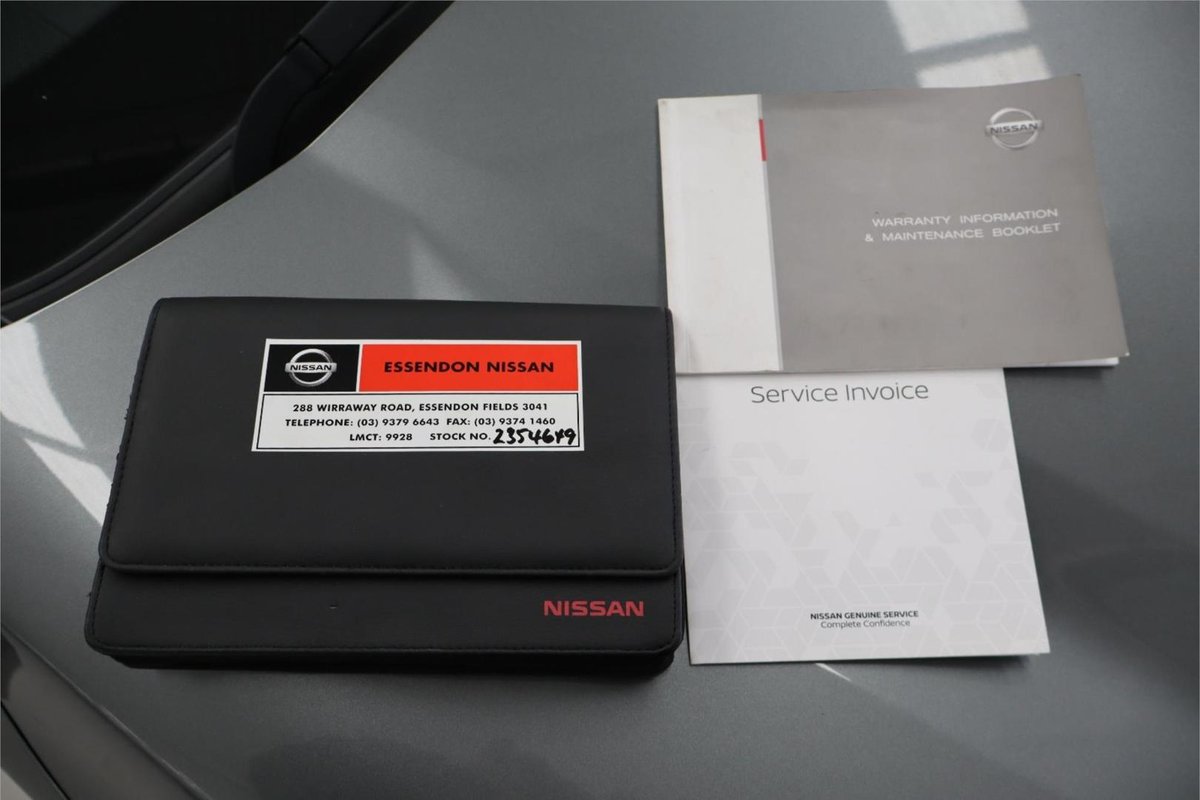 NISSAN
WARRANTY INFORMATION
& MAINTENANCE BOOKLET
NISSAN
ESSENDON NISSAN
288 WIRRAWAY ROAD, ESSENDON FIELDS 3041
TELEPHONE: (03) 9379 6643 FAX: (03) 9374 1460
LMCT: 9928 STOCK NO.
NISSAN
Service Invoice
NISSAN GENUINE SERVICE
Complete Confidence